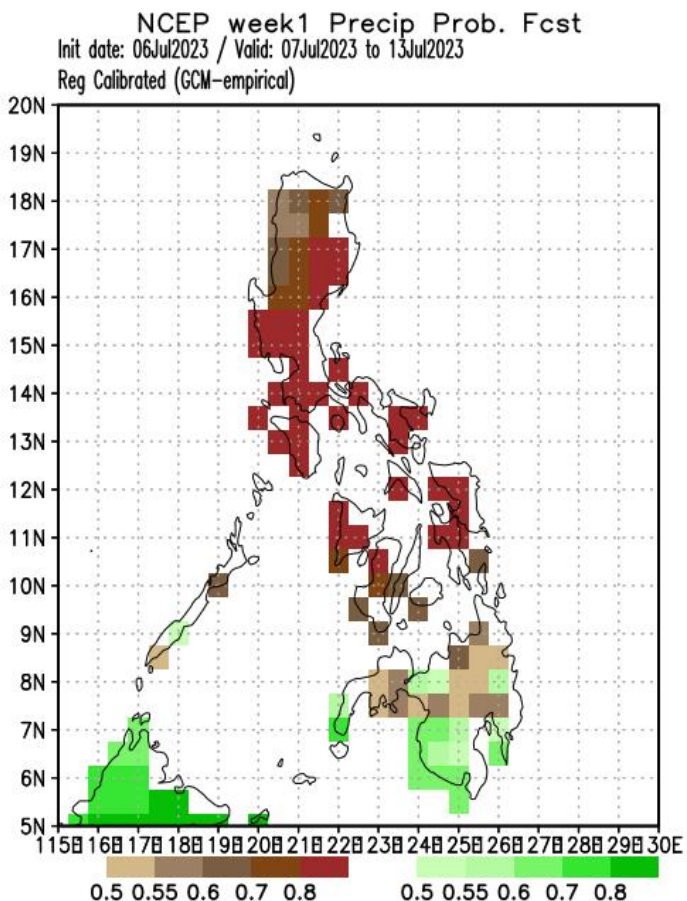 NCEP week1 Precip Prob. Fcst
Init date: 06Jul2023 / Valid: 07Jul2023 to 13Jul2023
Reg Calibrated (GCM-empirical)
20N
19N
18N
17N
16N
15N
14N
13N
12N
11N
10N
9N
8N
7N
6N
5N
115E 116E 117E 118E 119E 120E 121E 122E 123E 124E 125E 126E 127E 128E 129E 130E
0.5 0.55 0.6 0.7 0.8 0.5 0.55 0.6 0.7 0.8